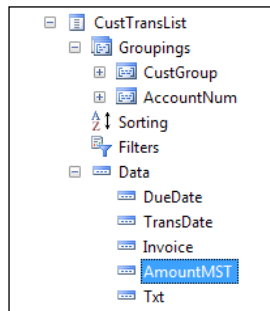 CustTransList
Groupings
CustGroup
AccountNum
Sorting
Filters
Data
DueDate
TransDate
Invoice
AmountMST
Txt